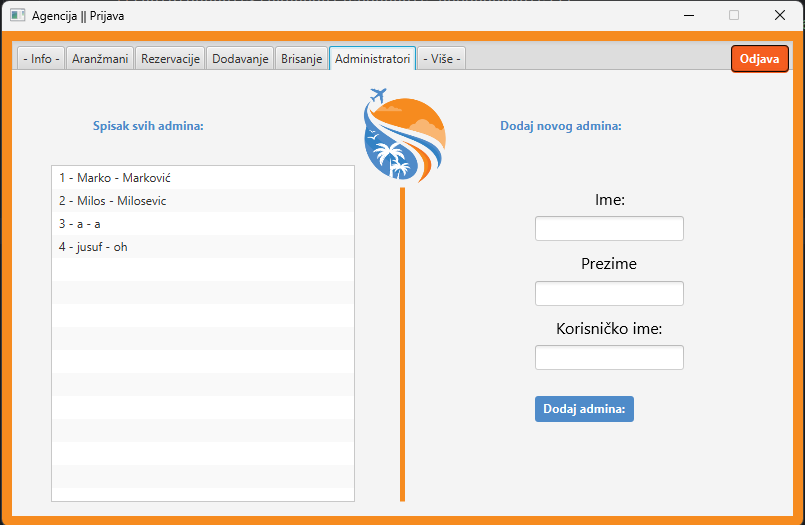 Agencija || Prijava
- Info -
Aranžmani
Rezervacije
Dodavanje
Brisanje
Administratori
- Više -
Odjava
Spisak svih admina:
1 - Marko - Marković
2 - Milos - Milosevic
3 - a - a
4 - jusuf - oh
Dodaj novog admina:
Ime:
Prezime
Korisničko ime:
Dodaj admina: